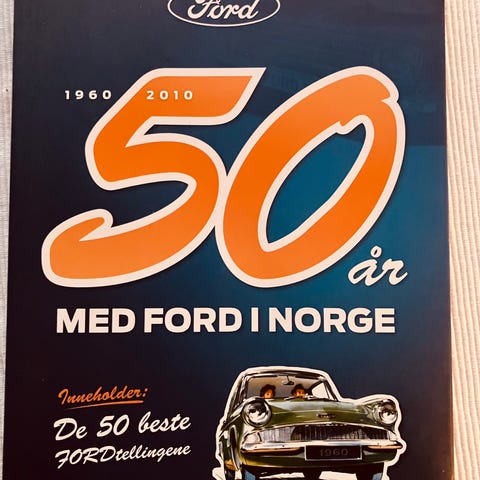 Ford
1960 2010
50
år
MED FORD I NORGE
Inneholder:
De 50 beste
FORDtellingene
1960